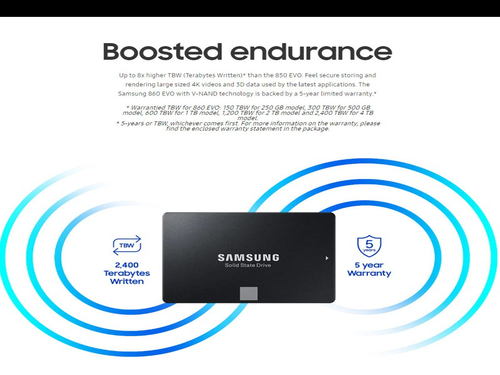 Boosted endurance
Up to 8x higher TBW (Terabytes Written)* than the 850 EVO. Feel secure storing and
rendering large sized 4K videos and 3D data used by the latest applications. The
Samsung 860 EVO with V-NAND technology is backed by a 5-year limited warranty.*
* Warrantied TBW for 860 EVO: 150 TBW for 250 GB model, 300 TBW for 500 GB
model, 600 TBW for 1 TB model, 1,200 TBW for 2 TB model and 2,400 TBW for 4 TB
model.
* 5-years or TBW, whichever comes first. For more information on the warranty, please
find the enclosed warranty statement in the package.
TBW
2,400
Terabytes
Written
SAMSUNG
Solid State Drive
5
years
5 year
Warranty